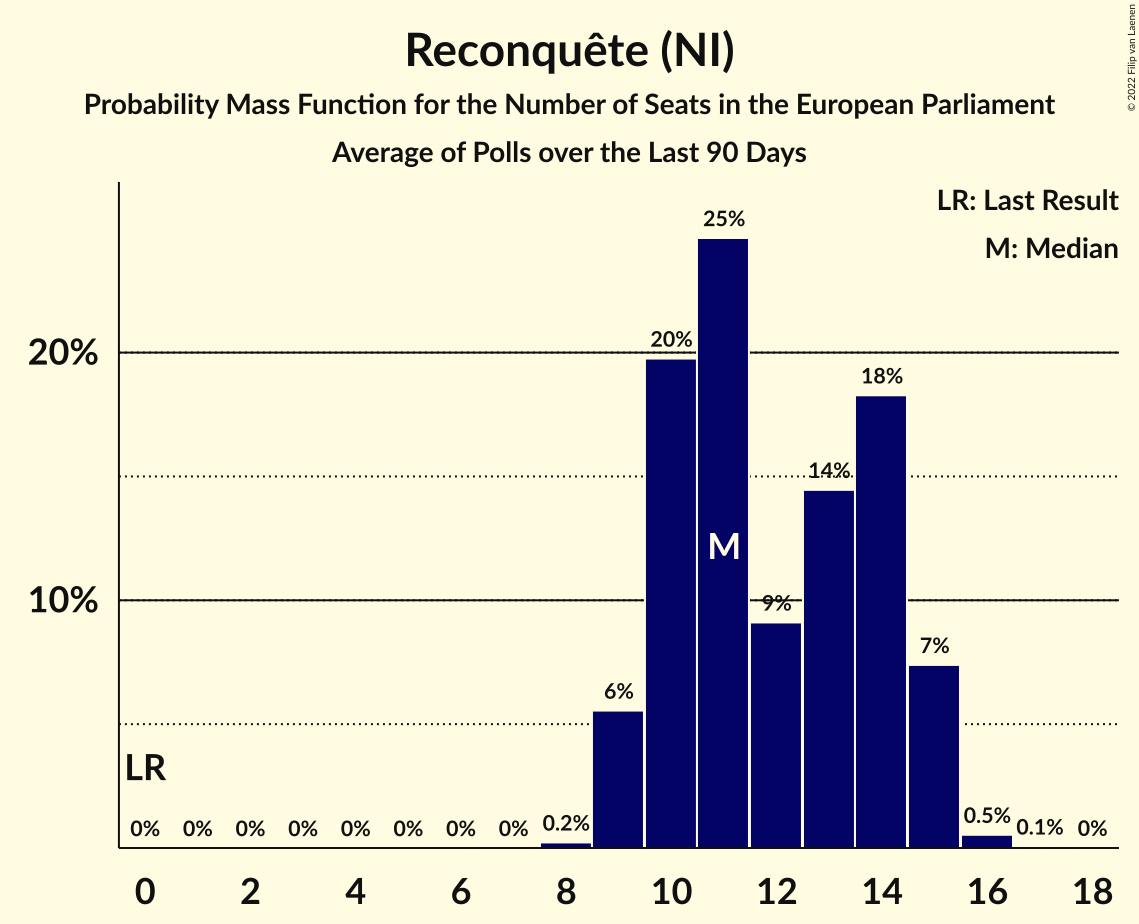 Reconquête (NI)
Probability Mass Function for the Number of Seats in the European Parliament
Average of Polls over the Last 90 Days
© 2022 Filip van Laenen
LR: Last Result
M: Median
20%
10%
25%
20%
18%
14%
M
9%
7%
6%
LR
0% 0% 0% 0% 0% 0% 0% 0% 0.2% 0.5% 0.1% 0%
0 2 4 6 8 10 12 14 16 18